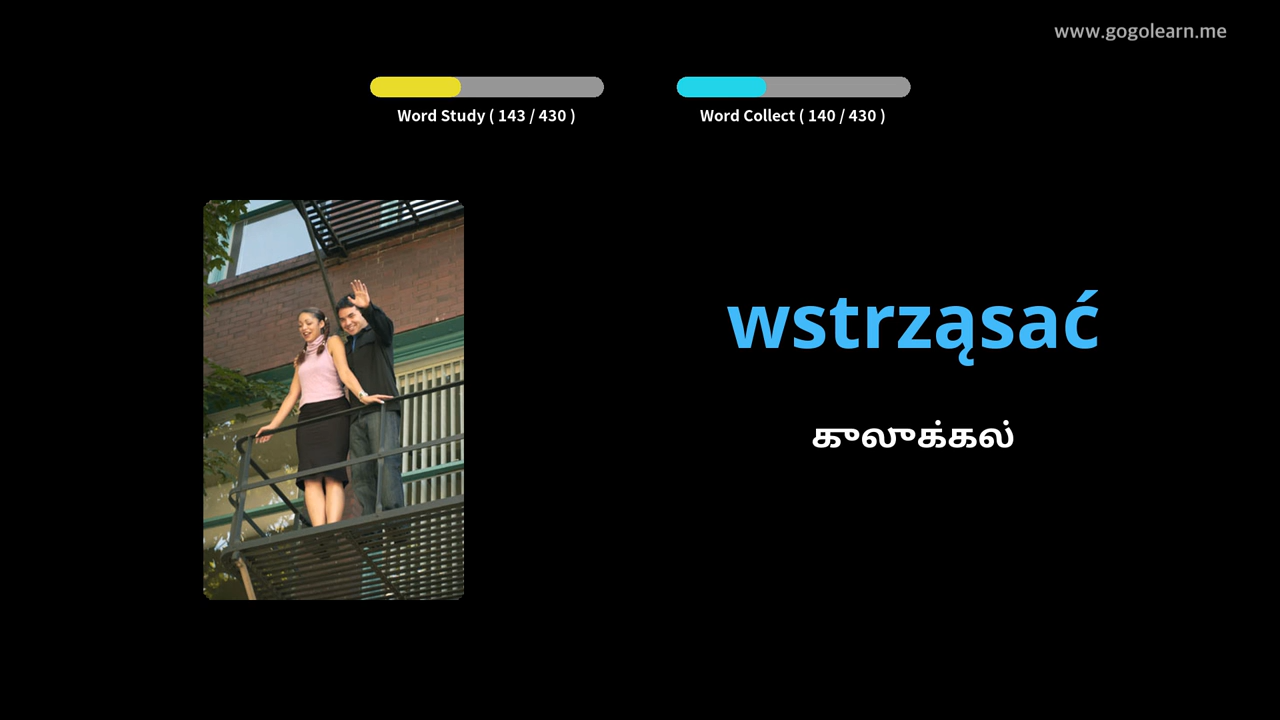 www.gogolearn.me
Word Study ( 143 / 430 )
Word Collect ( 140 / 430 )
wstrząsać
குலுக்கல்